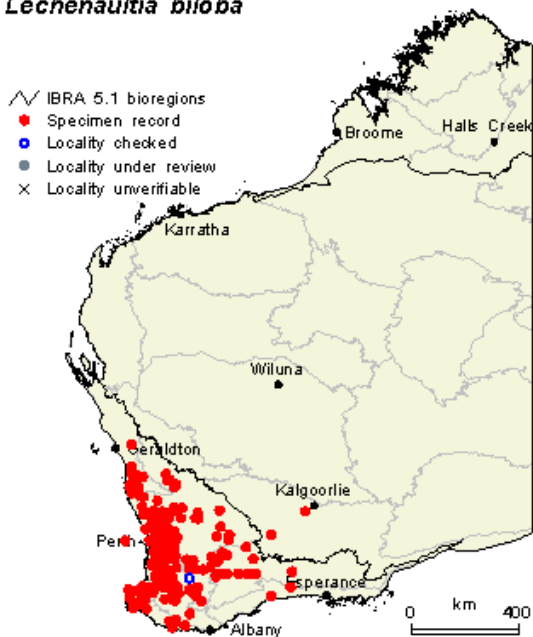 Lechenaultia biloba
IBRA 5.1 bioregions
Specimen record
Locality checked
Locality under review
Locality unverifiable
Broome
Halls Creek
Karratha
Wiluna
Geraldton
Kalgoorlie
Perth
Esperance
Albany
km
0 400